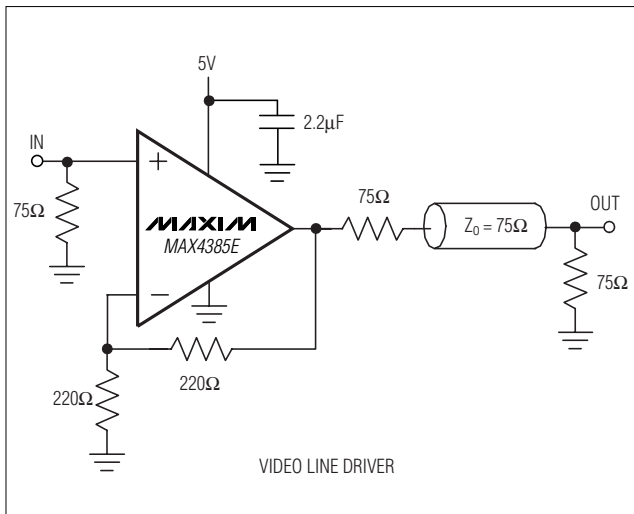 5V
2.2µF
IN
+
75Ω
MAXIM
MAX4385E
−
75Ω
Z₀ = 75Ω
OUT
75Ω
220Ω
220Ω
VIDEO LINE DRIVER